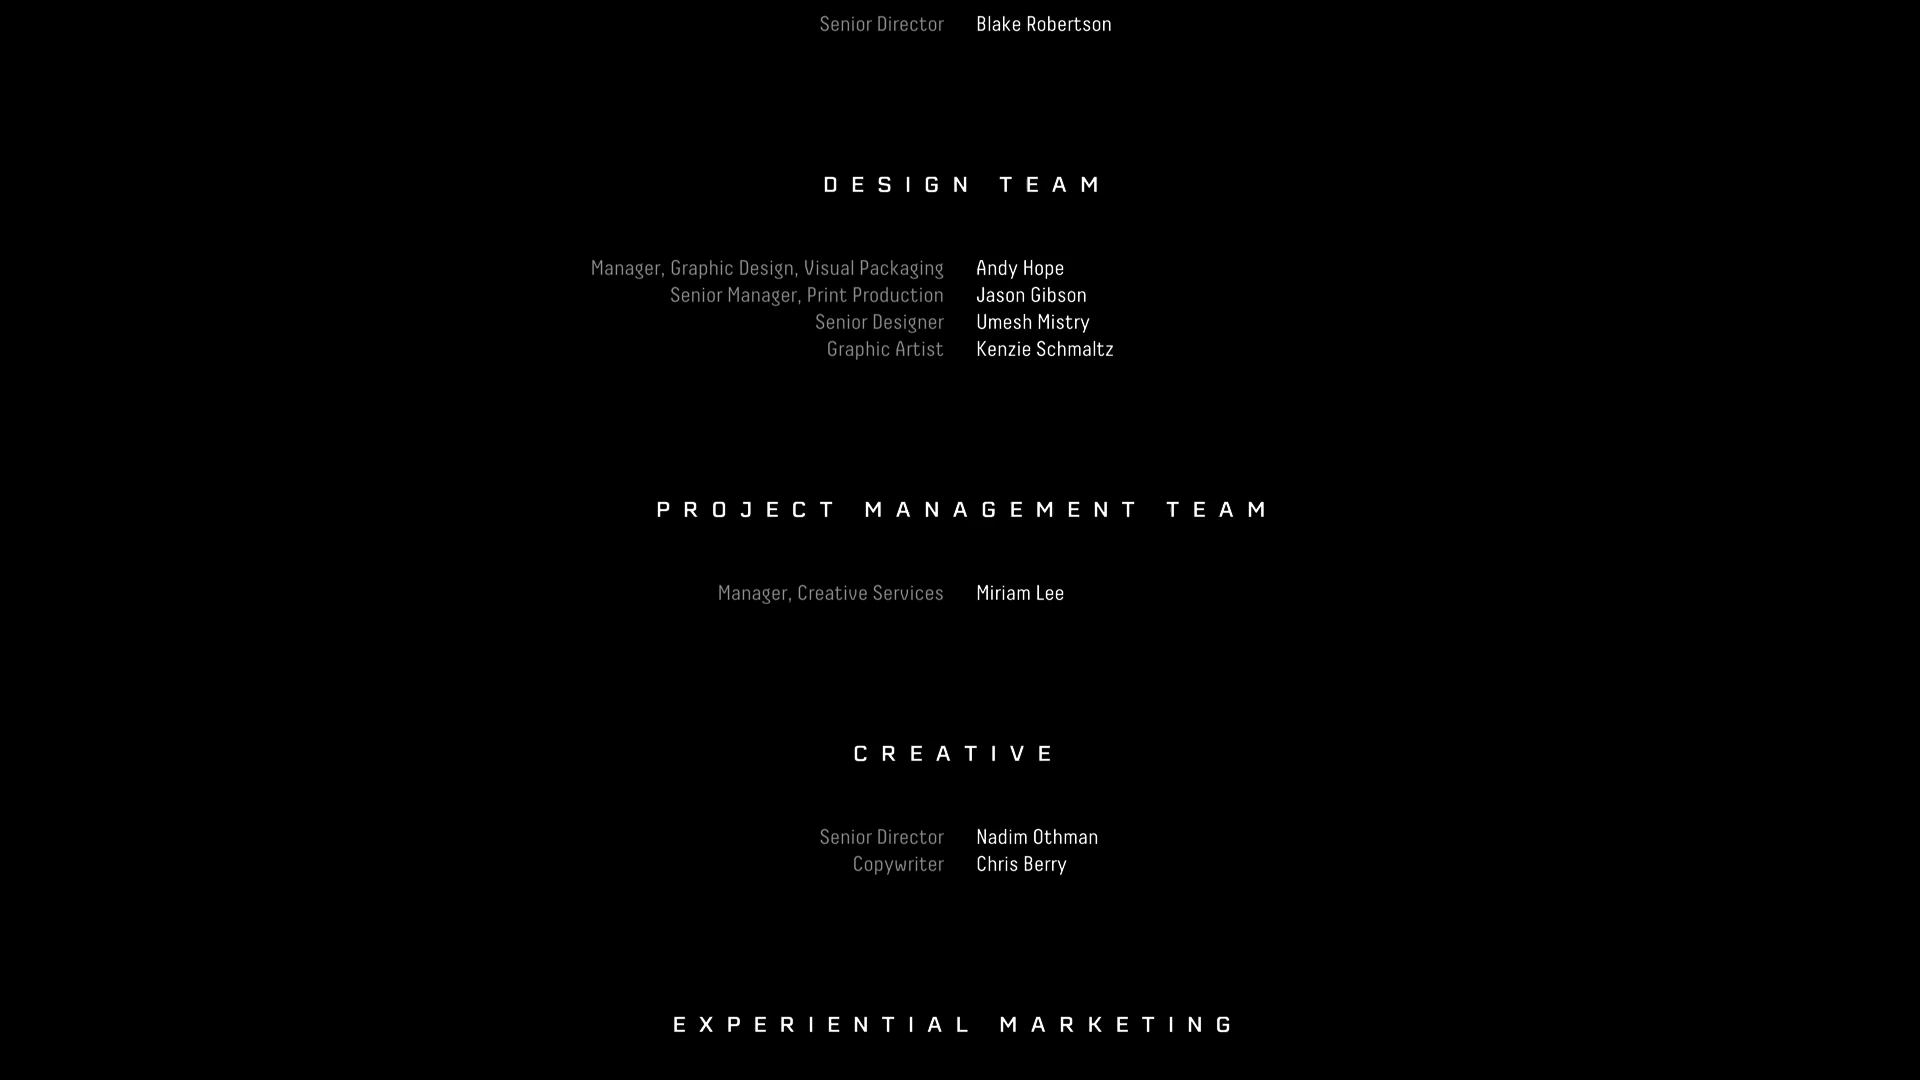 Senior Director Blake Robertson
DESIGN TEAM
Manager, Graphic Design, Visual Packaging Andy Hope
Senior Manager, Print Production Jason Gibson
Senior Designer Umesh Mistry
Graphic Artist Kenzie Schmaltz
PROJECT MANAGEMENT TEAM
Manager, Creative Services Miriam Lee
CREATIVE
Senior Director Nadim Othman
Copywriter Chris Berry
EXPERIENTIAL MARKETING